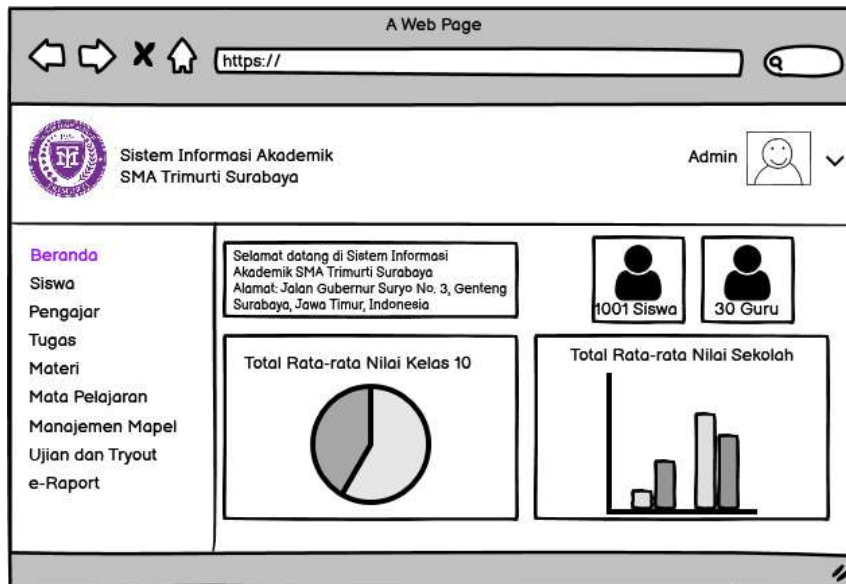 A Web Page
https://
Sistem Informasi Akademik
SMA Trimurti Surabaya
Admin
Beranda
Siswa
Pengajar
Tugas
Materi
Mata Pelajaran
Manajemen Mapel
Ujian dan Tryout
e-Raport
Selamat datang di Sistem Informasi
Akademik SMA Trimurti Surabaya
Alamat: Jalan Gubernur Suryo No. 3, Genteng
Surabaya, Jawa Timur, Indonesia
1001 Siswa
30 Guru
Total Rata-rata Nilai Kelas 10
Total Rata-rata Nilai Sekolah